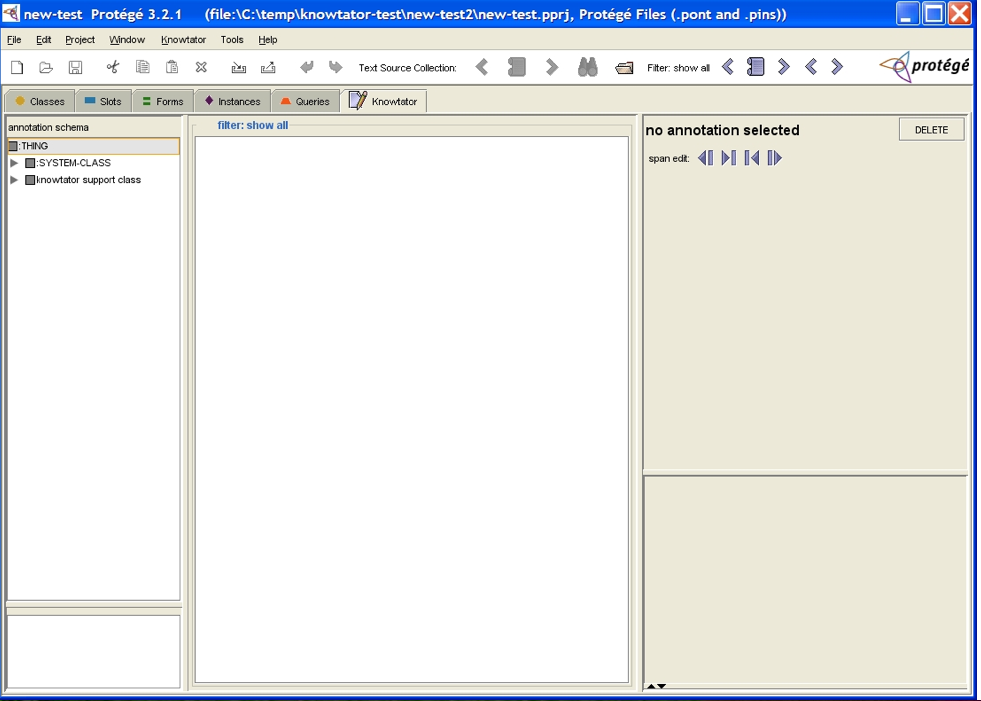 new-test Protégé 3.2.1 (file:\C:\temp\knowtator-test\new-test2\new-test.pprj, Protégé Files (.pont and .pins))
File Edit Project Window Knowtator Tools Help
Text Source Collection: Filter: show all protégé
Classes Slots Forms Instances Queries Knowtator
annotation schema
:THING
:SYSTEM-CLASS
knowtator support class
filter: show all
no annotation selected DELETE
span edit: